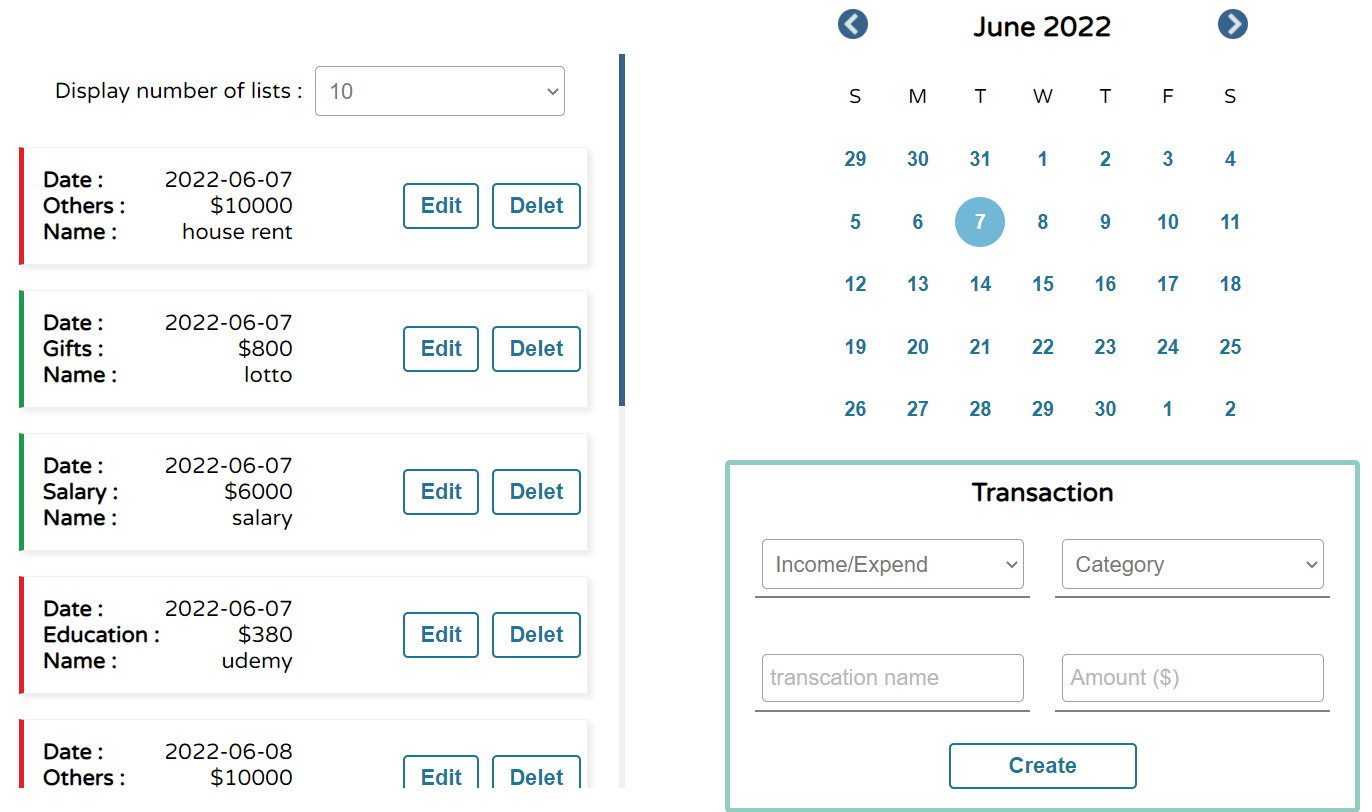 Display number of lists : 10
Date : 2022-06-07
Others : $10000
Name : house rent
Edit Delet
Date : 2022-06-07
Gifts : $800
Name : lotto
Edit Delet
Date : 2022-06-07
Salary : $6000
Name : salary
Edit Delet
Date : 2022-06-07
Education : $380
Name : udemy
Edit Delet
Date : 2022-06-08
Others : $10000
Edit Delet
June 2022
S M T W T F S
29 30 31 1 2 3 4
5 6 7 8 9 10 11
12 13 14 15 16 17 18
19 20 21 22 23 24 25
26 27 28 29 30 1 2
Transaction
Income/Expend Category
transcation name Amount ($)
Create